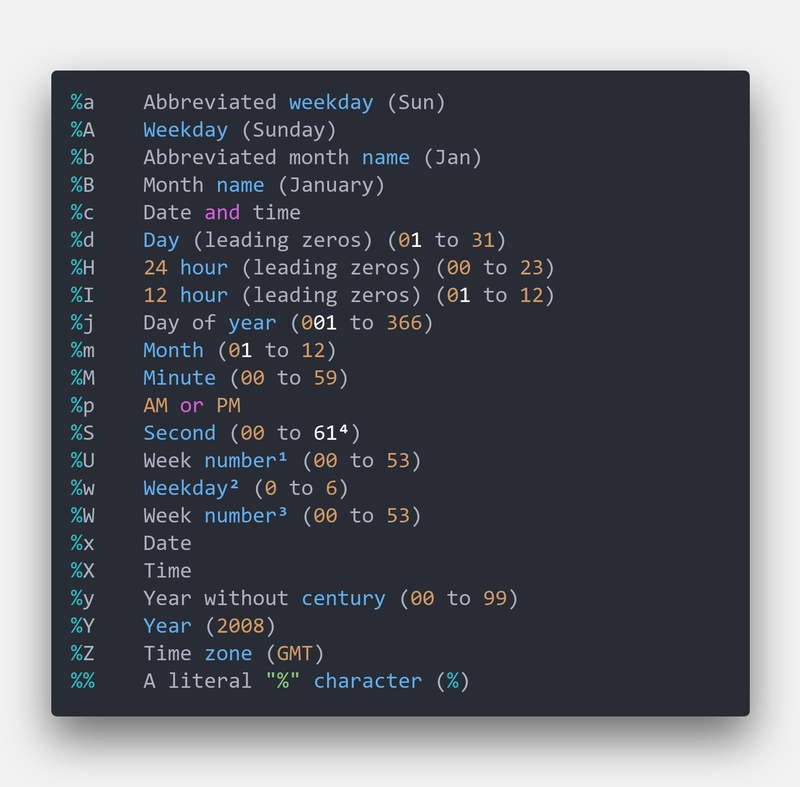 %a    Abbreviated weekday (Sun)
%A    Weekday (Sunday)
%b    Abbreviated month name (Jan)
%B    Month name (January)
%c    Date and time
%d    Day (leading zeros) (01 to 31)
%H    24 hour (leading zeros) (00 to 23)
%I    12 hour (leading zeros) (01 to 12)
%j    Day of year (001 to 366)
%m    Month (01 to 12)
%M    Minute (00 to 59)
%p    AM or PM
%S    Second (00 to 61⁴)
%U    Week number¹ (00 to 53)
%w    Weekday² (0 to 6)
%W    Week number³ (00 to 53)
%x    Date
%X    Time
%y    Year without century (00 to 99)
%Y    Year (2008)
%Z    Time zone (GMT)
%%    A literal "%" character (%)